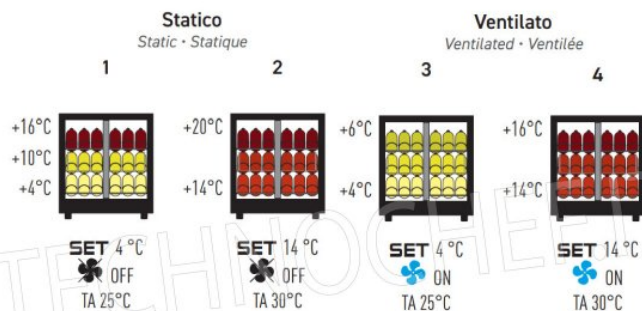 Statico
Static • Statique
Ventilato
Ventilated • Ventilée
1
2
3
4
+16°C
+10°C
+4°C
+20°C
+14°C
+6°C
+4°C
+16°C
+14°C
SET 4 °C
OFF
TA 25°C
SET 14 °C
OFF
TA 30°C
SET 4 °C
ON
TA 25°C
SET 14 °C
ON
TA 30°C
TECHNOCHEF.I